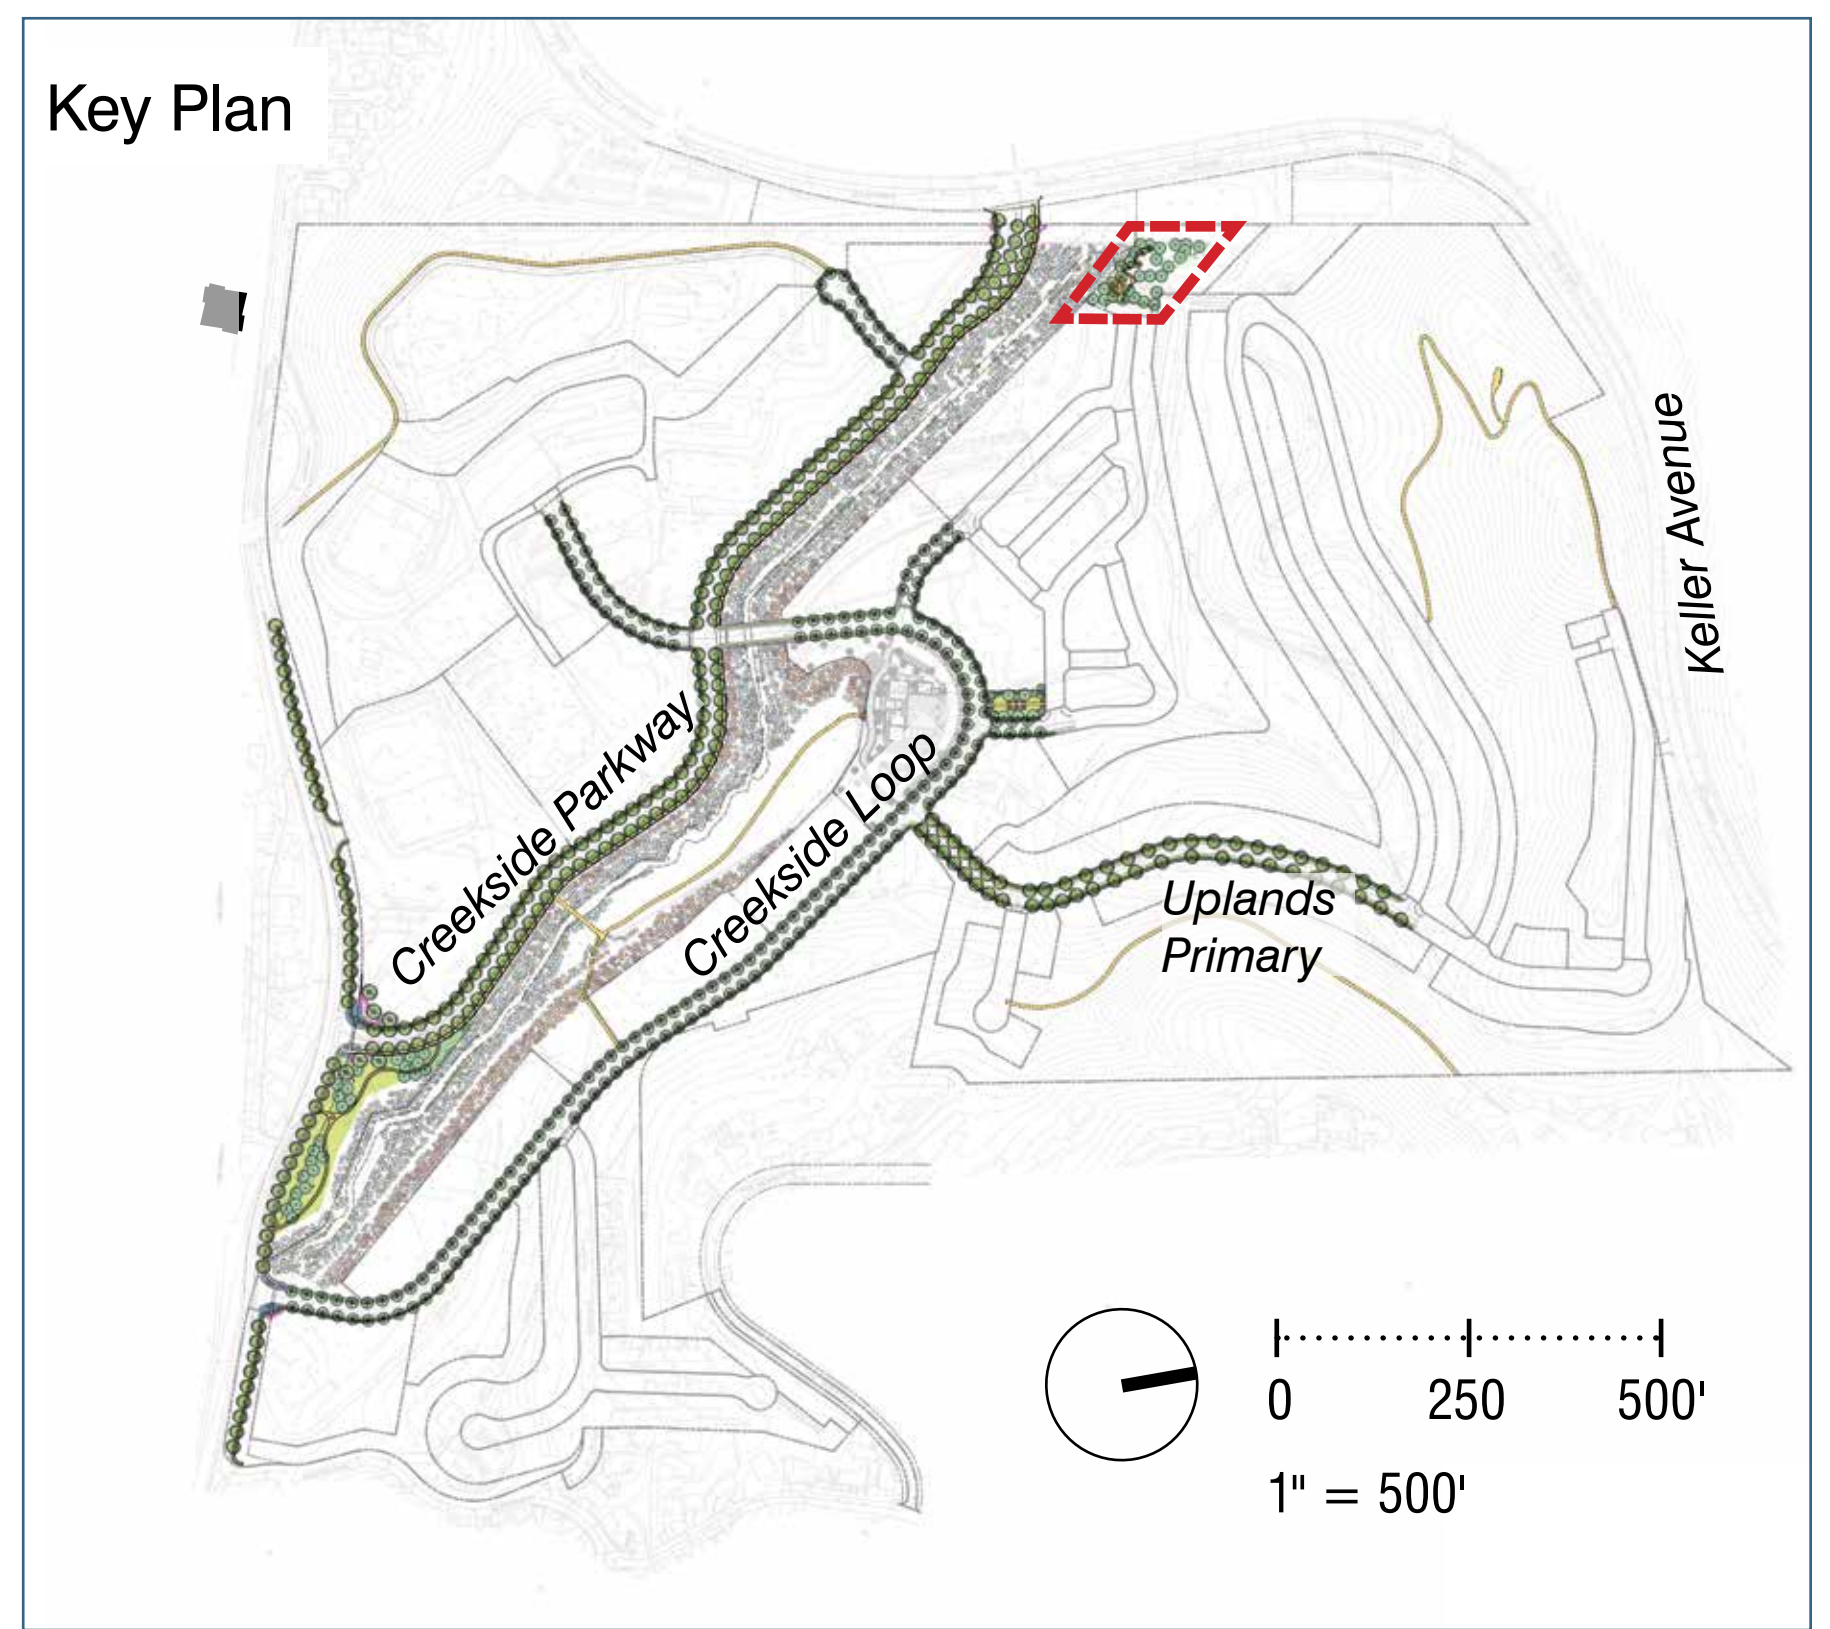 Key Plan
Keller Avenue
Creekside Parkway
Creekside Loop
Uplands
Primary
0 250 500'
1" = 500'